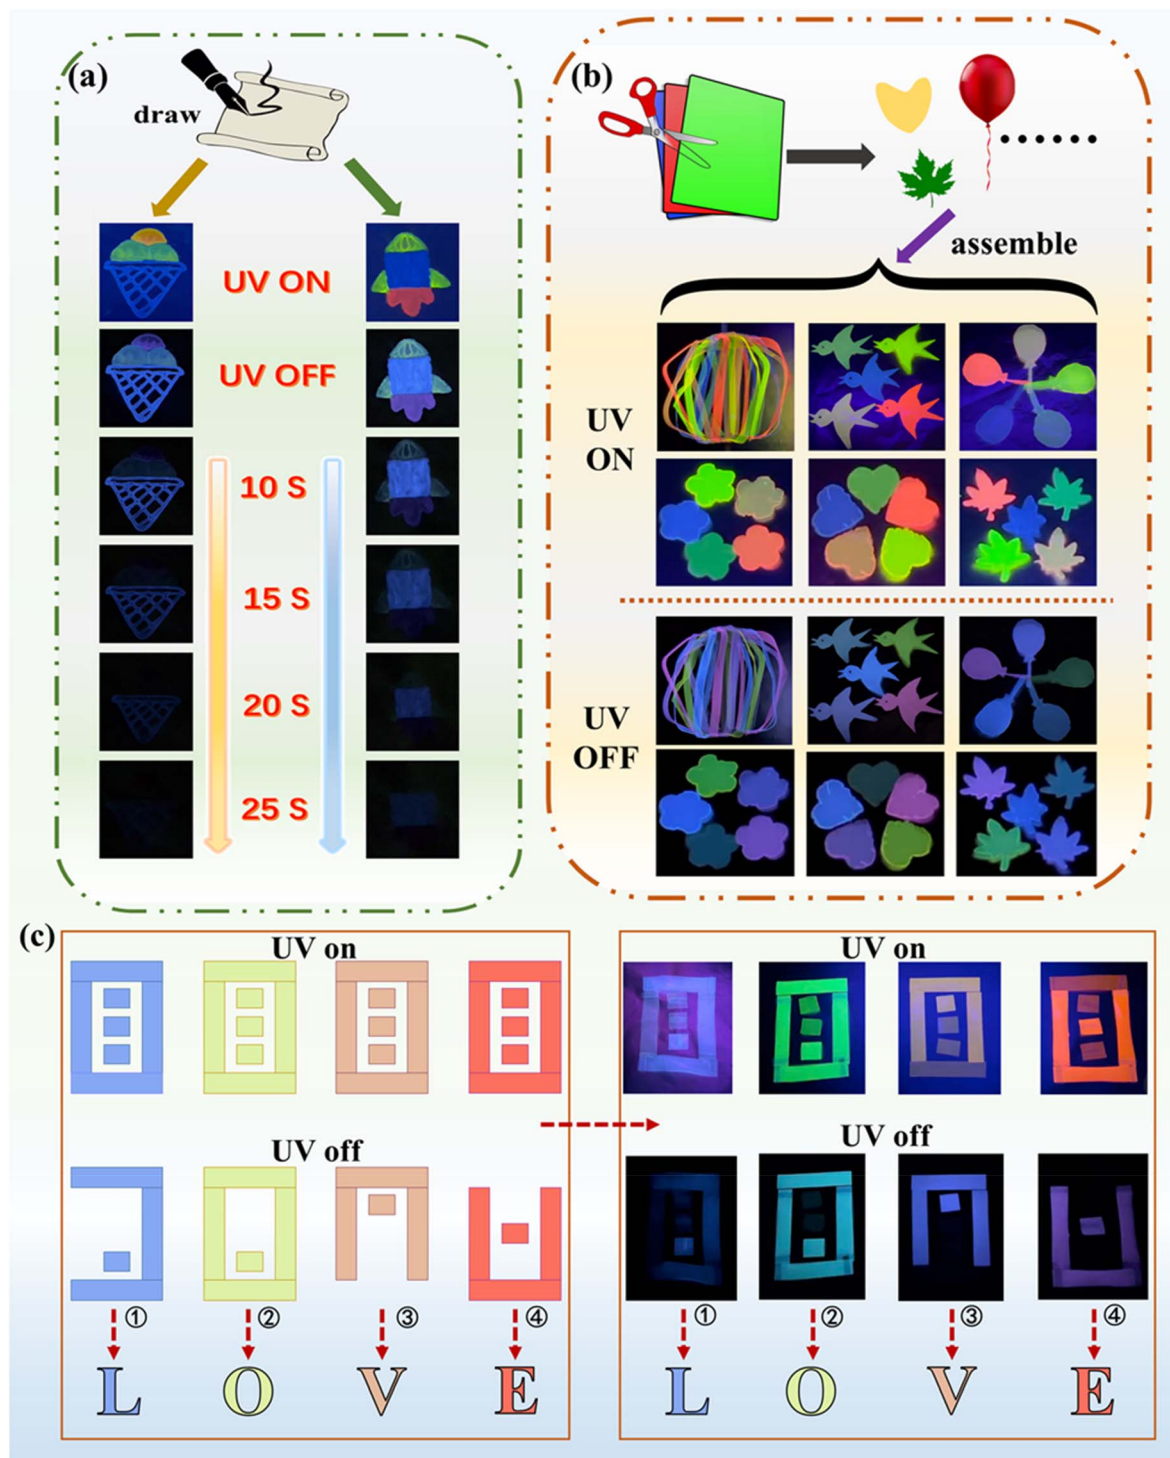 (a)
draw
UV ON
UV OFF
10 S
15 S
20 S
25 S
(b)
assemble
UV
ON
UV
OFF
(c)
UV on
UV off
① ② ③ ④
L O V E
UV on
UV off
① ② ③ ④
L O V E